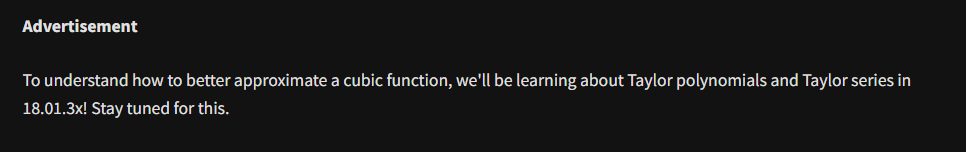 Advertisement
To understand how to better approximate a cubic function, we'll be learning about Taylor polynomials and Taylor series in
18.01.3x! Stay tuned for this.